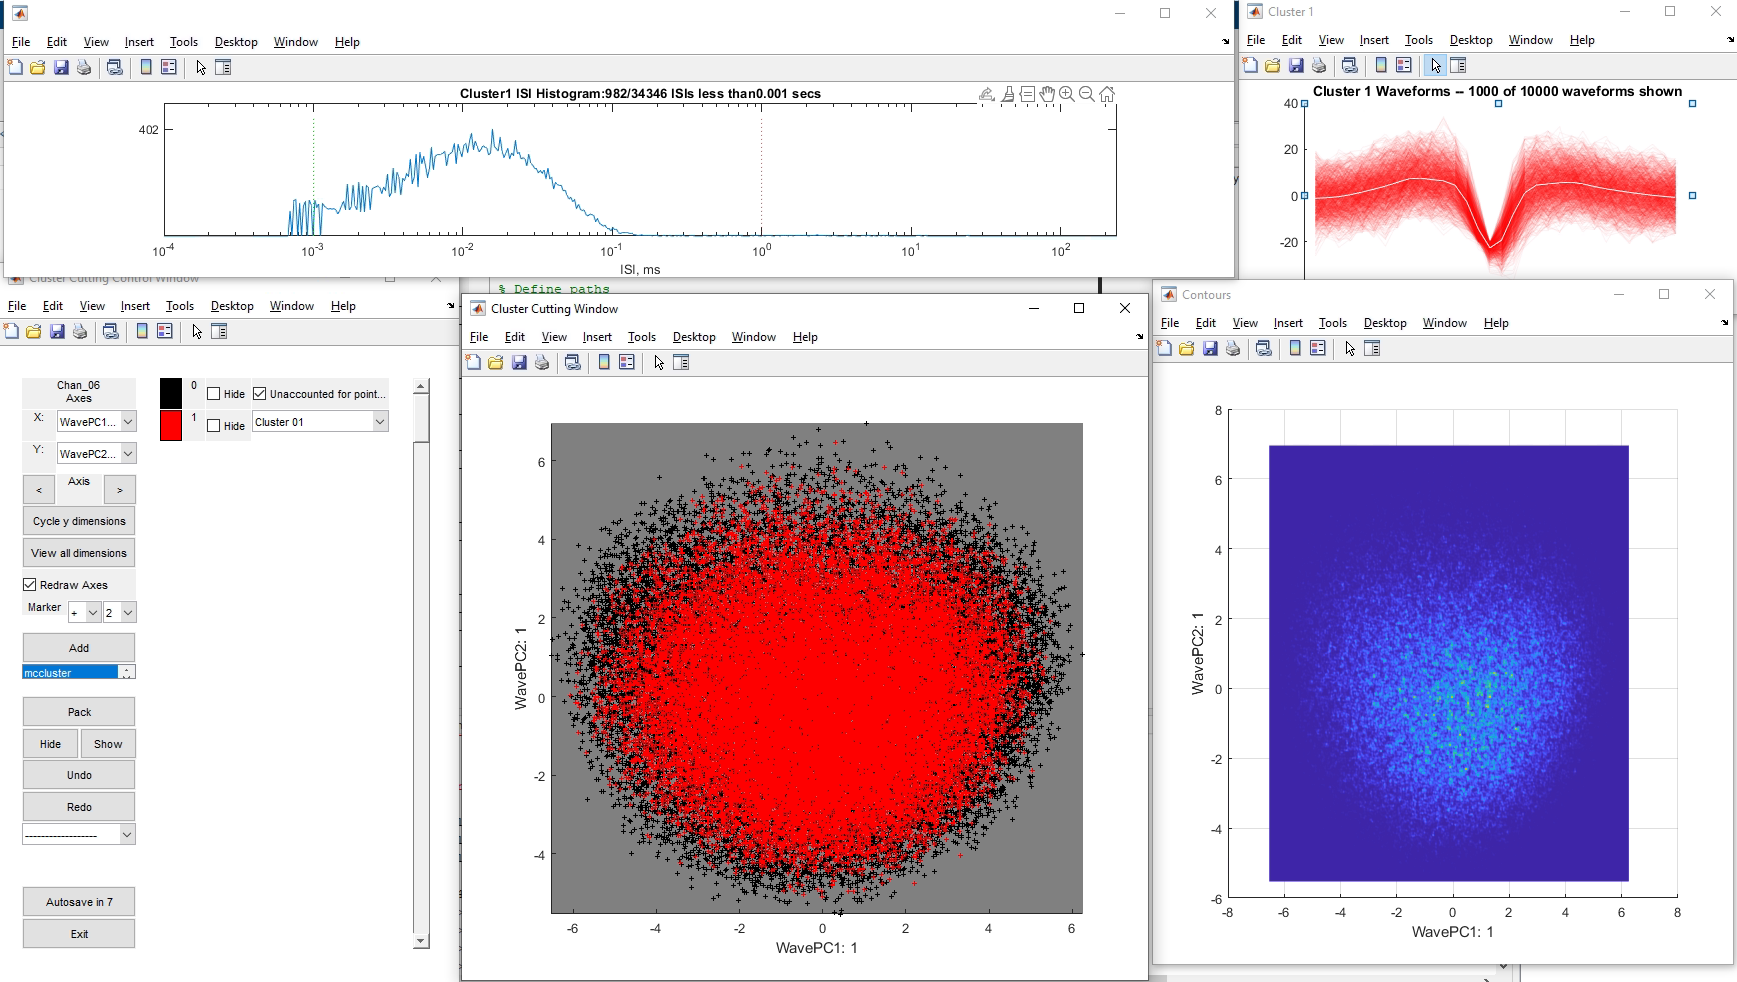 File Edit View Insert Tools Desktop Window Help
Cluster1 ISI Histogram:982/34346 ISIs less than0.001 secs
402
10-4 10-3 10-2 10-1 100 101 102
ISI, ms
Cluster 1
File Edit View Insert Tools Desktop Window Help
Cluster 1 Waveforms -- 1000 of 10000 waveforms shown
40
20
0
-20
Cluster Cutting Control Window
File Edit View Insert Tools Desktop Window Help
Chan_06
Axes
X: WavePC1...
Y: WavePC2...
< Axis >
Cycle y dimensions
View all dimensions
Redraw Axes
Marker + 2
Add
mccluster
Pack
Hide Show
Undo
Redo
------------------
Autosave in 7
Exit
0 Hide Unaccounted for point...
1 Hide Cluster 01
% Define paths
Cluster Cutting Window
File Edit View Insert Tools Desktop Window Help
6
4
2
0
-2
-4
WavePC2: 1
-6 -4 -2 0 2 4 6
WavePC1: 1
Contours
File Edit View Insert Tools Desktop Window Help
8
6
4
2
0
-2
-4
-6
WavePC2: 1
-8 -6 -4 -2 0 2 4 6 8
WavePC1: 1